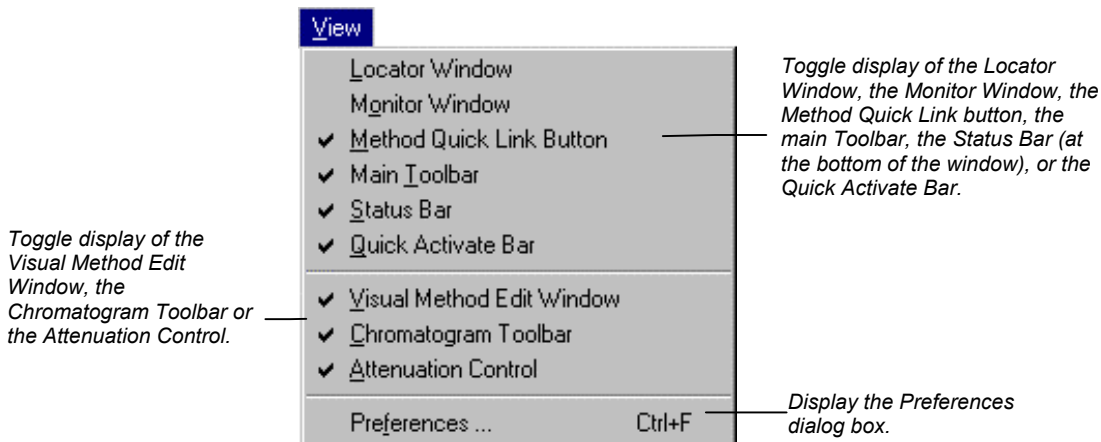 View
Locator Window
Monitor Window
Method Quick Link Button
Main Toolbar
Status Bar
Quick Activate Bar
Visual Method Edit Window
Chromatogram Toolbar
Attenuation Control
Preferences ... Ctrl+F
Toggle display of the Locator
Window, the Monitor Window, the
Method Quick Link button, the
main Toolbar, the Status Bar (at
the bottom of the window), or the
Quick Activate Bar.
Toggle display of the
Visual Method Edit
Window, the
Chromatogram Toolbar or
the Attenuation Control.
Display the Preferences
dialog box.